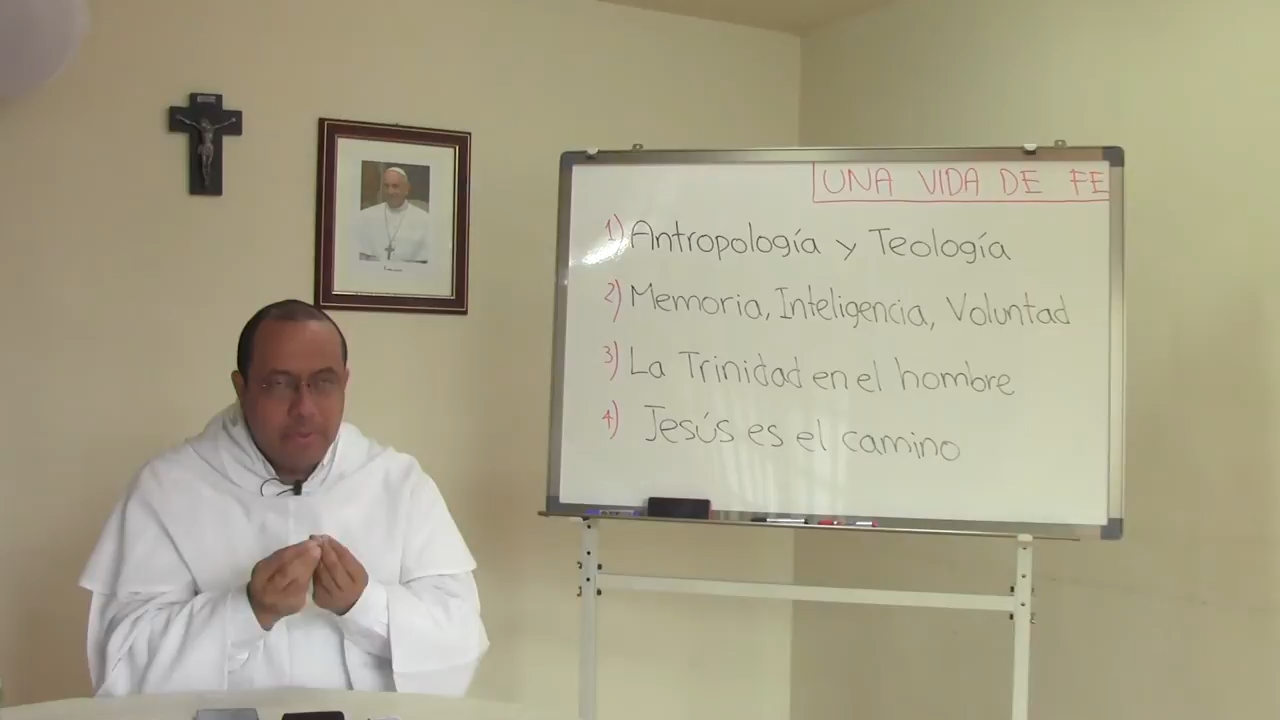 UNA VIDA DE FE
1) Antropología y Teología
2) Memoria, Inteligencia, Voluntad
3) La Trinidad en el hombre
4) Jesús es el camino